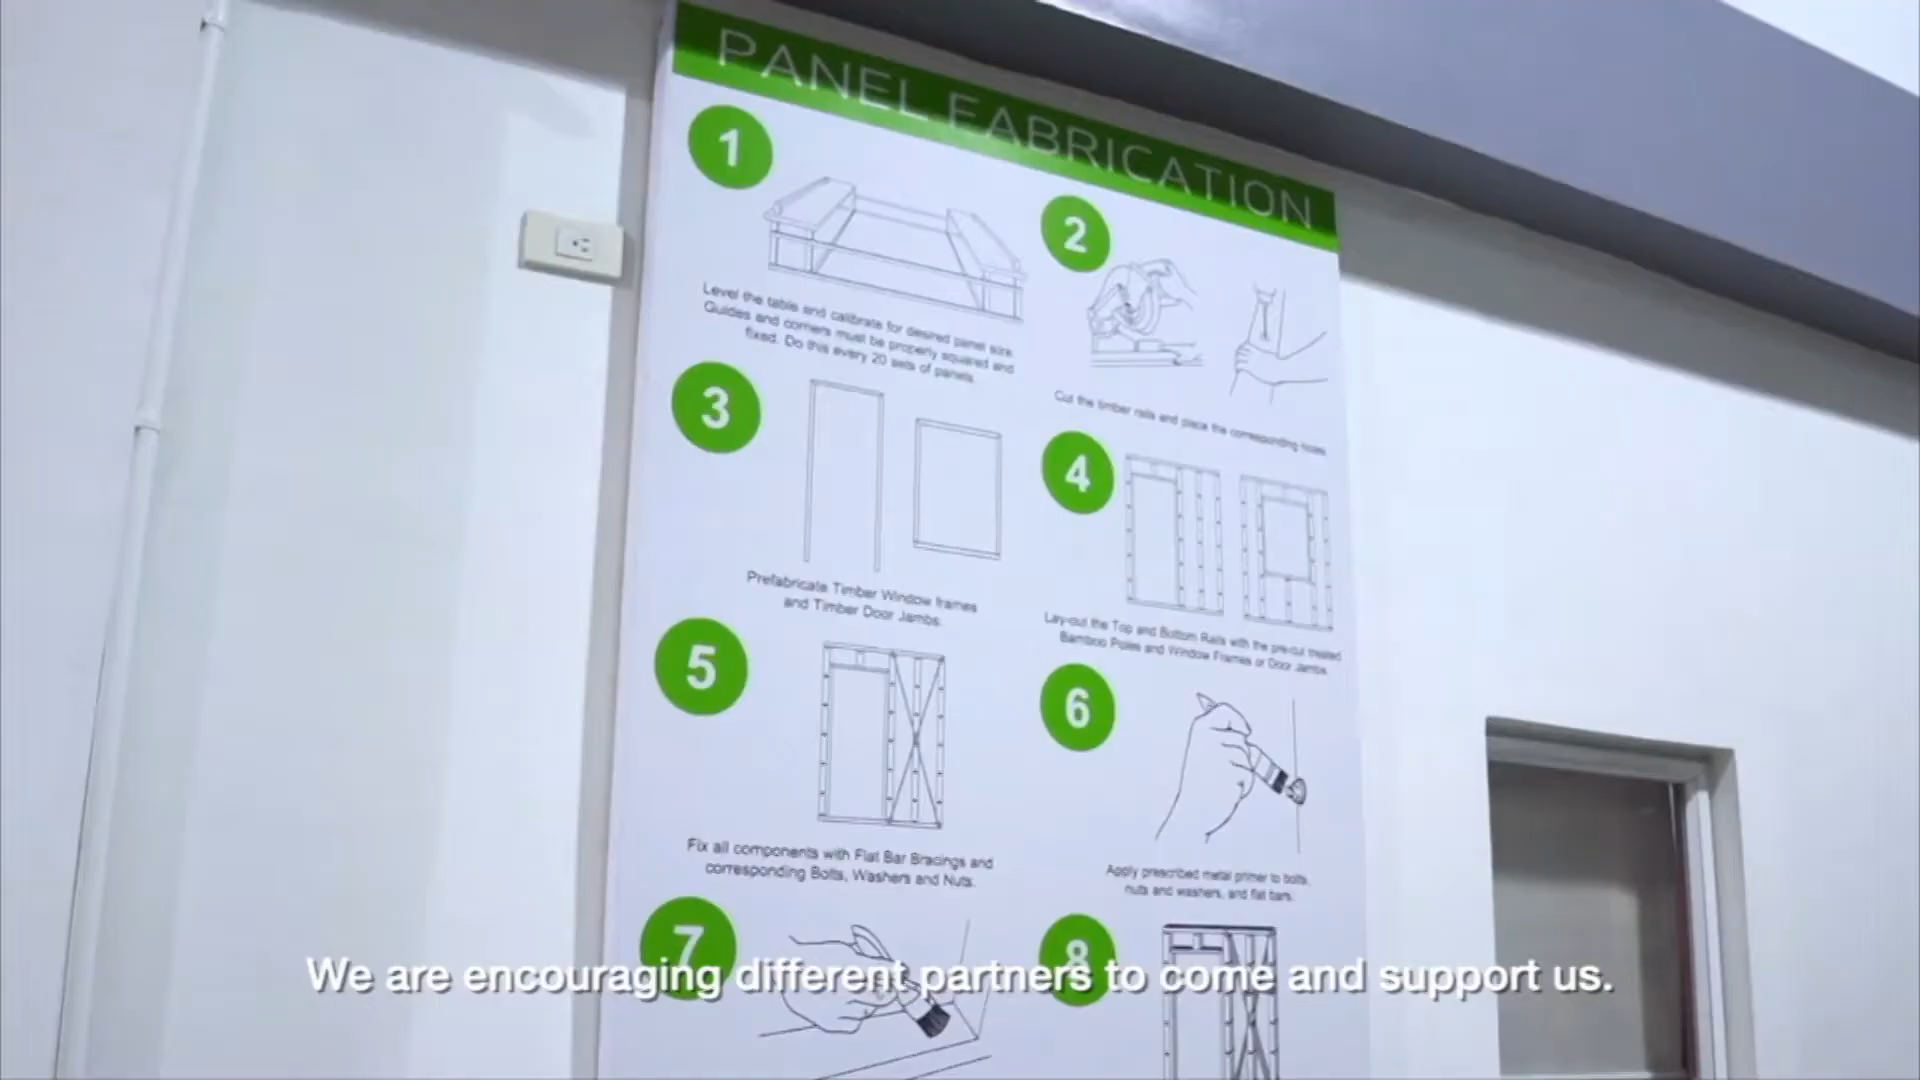 PANEL FABRICATION
1
Level the table and calibrate for desired panel size.
Guides and corners must be properly squared and
fixed. Do this every 20 sets of panels.
2
Cut the timber rails and place the corresponding holes.
3
Prefabricate Timber Window frames
and Timber Door Jambs.
4
Lay-out the Top and Bottom Rails with the pre-cut treated
Bamboo Poles and Window Frames or Door Jambs.
5
Fix all components with Flat Bar Bracings and
corresponding Bolts, Washers and Nuts.
6
Apply prescribed metal primer to bolts,
nuts and washers, and flat bars.
7
8
We are encouraging different partners to come and support us.